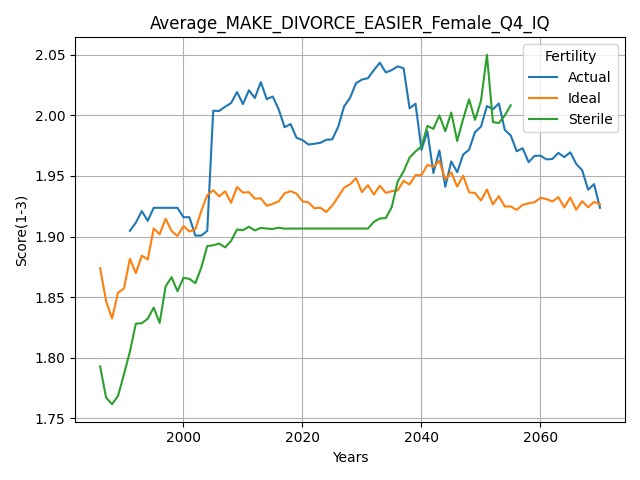 Average_MAKE_DIVORCE_EASIER_Female_Q4_IQ
Fertility
Actual
Ideal
Sterile
Score(1-3)
2.05
2.00
1.95
1.90
1.85
1.80
1.75
2000
2020
2040
2060
Years